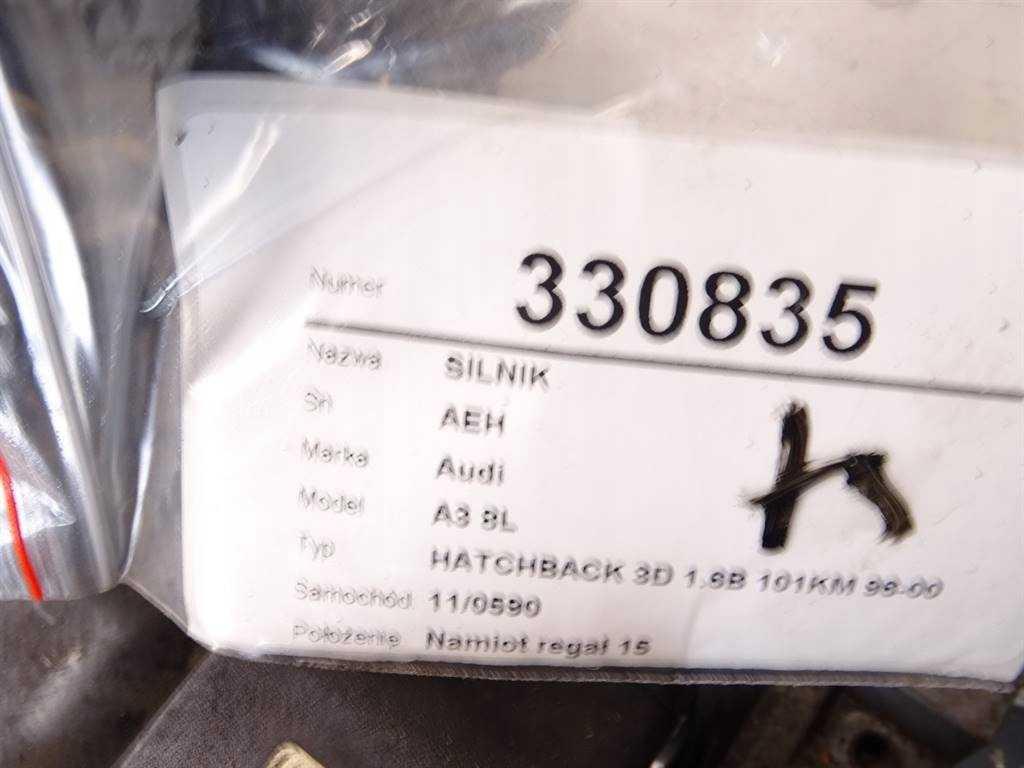 Numer 330835
Nazwa SILNIK
Sn AEH
Marka Audi
Model A3 8L
Typ HATCHBACK 3D 1.6B 101KM 96-00
Samochód 11/0590
Położenie Namiot regał 15